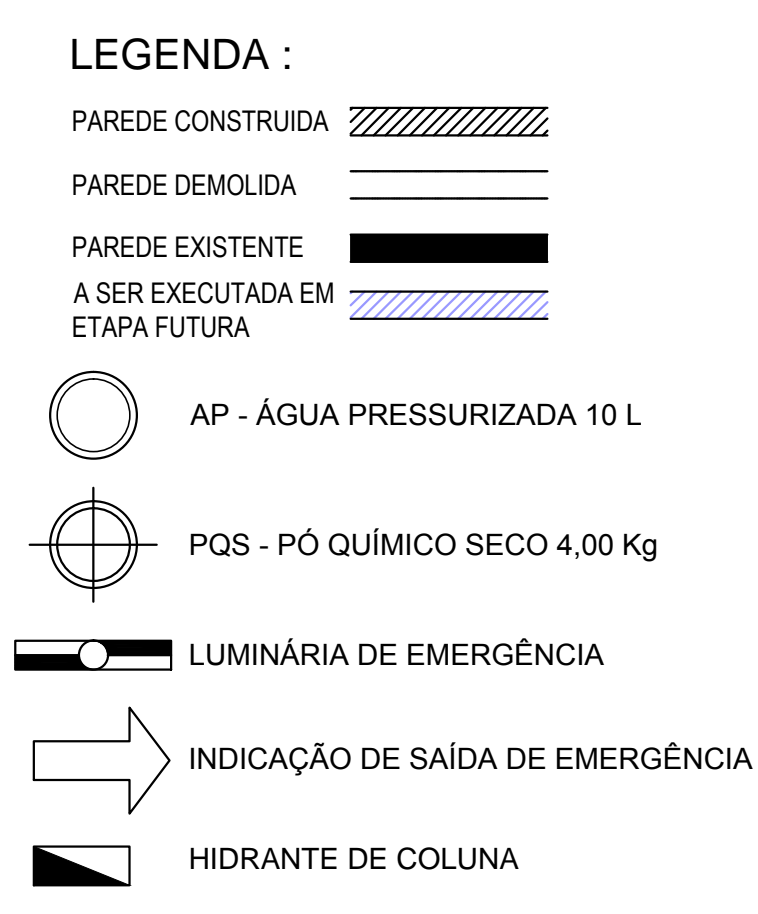 LEGENDA :
PAREDE CONSTRUIDA
PAREDE DEMOLIDA
PAREDE EXISTENTE
A SER EXECUTADA EM
ETAPA FUTURA
AP - ÁGUA PRESSURIZADA 10 L
PQS - PÓ QUÍMICO SECO 4,00 Kg
LUMINÁRIA DE EMERGÊNCIA
INDICAÇÃO DE SAÍDA DE EMERGÊNCIA
HIDRANTE DE COLUNA